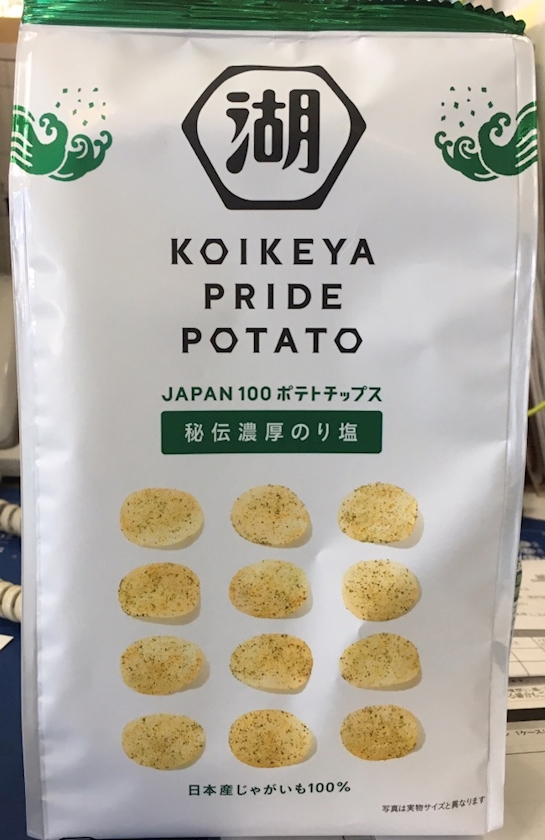 湖
KOIKEYA
PRIDE
POTATO
JAPAN 100 ポテトチップス
秘伝濃厚のり塩
日本産じゃがいも100%
写真は実物サイズと異なります